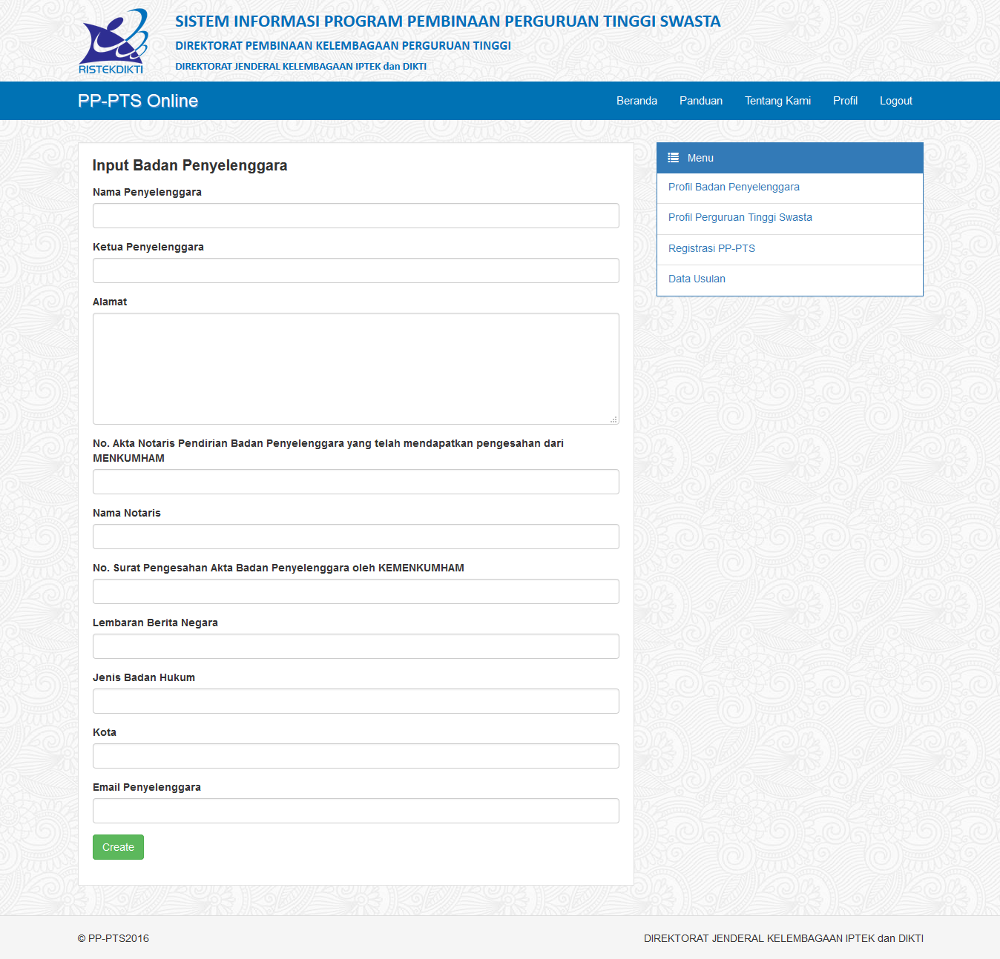 SISTEM INFORMASI PROGRAM PEMBINAAN PERGURUAN TINGGI SWASTA
DIREKTORAT PEMBINAAN KELEMBAGAAN PERGURUAN TINGGI
DIREKTORAT JENDERAL KELEMBAGAAN IPTEK dan DIKTI
RISTEKDIKTI
PP-PTS Online
Beranda Panduan Tentang Kami Profil Logout
Input Badan Penyelenggara
Nama Penyelenggara
Ketua Penyelenggara
Alamat
No. Akta Notaris Pendirian Badan Penyelenggara yang telah mendapatkan pengesahan dari
MENKUMHAM
Nama Notaris
No. Surat Pengesahan Akta Badan Penyelenggara oleh KEMENKUMHAM
Lembaran Berita Negara
Jenis Badan Hukum
Kota
Email Penyelenggara
Create
Menu
Profil Badan Penyelenggara
Profil Perguruan Tinggi Swasta
Registrasi PP-PTS
Data Usulan
© PP-PTS2016
DIREKTORAT JENDERAL KELEMBAGAAN IPTEK dan DIKTI